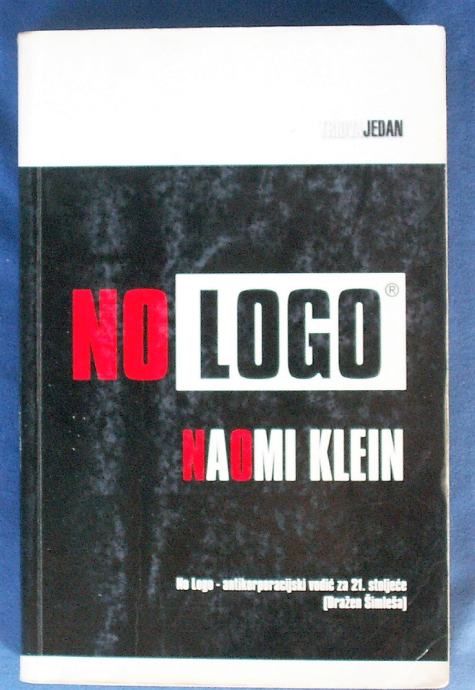 JEDAN
NO LOGO®
NAOMI KLEIN
No Logo - antikorporacijski vodič za 21. stoljeće
[Dražen Šimleša]